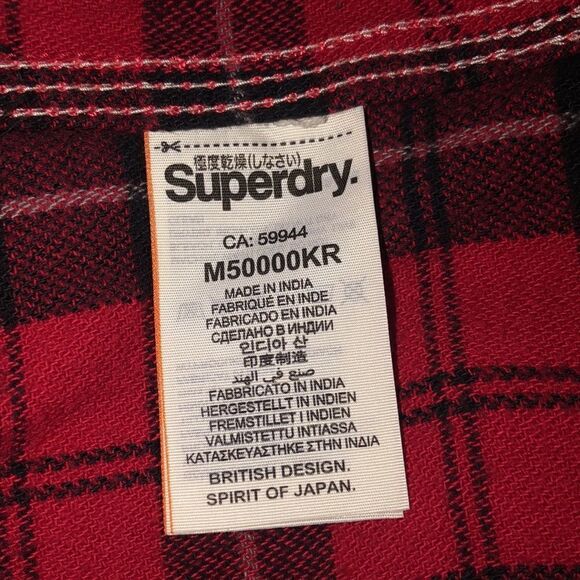 極度乾燥(しなさい)
Superdry.
CA: 59944
M50000KR
MADE IN INDIA
FABRIQUÉ EN INDE
FABRICADO EN INDIA
СДЕЛАНО В ИНДИИ
인디아 산
印度制造
صنع في الهند
FABBRICATO IN INDIA
HERGESTELLT IN INDIEN
FREMSTILLET I INDIEN
VALMISTETTU INTIASSA
ΚΑΤΑΣΚΕΥΑΣΤΗΚΕ ΣΤΗΝ ΙΝΔΙΑ
BRITISH DESIGN.
SPIRIT OF JAPAN.